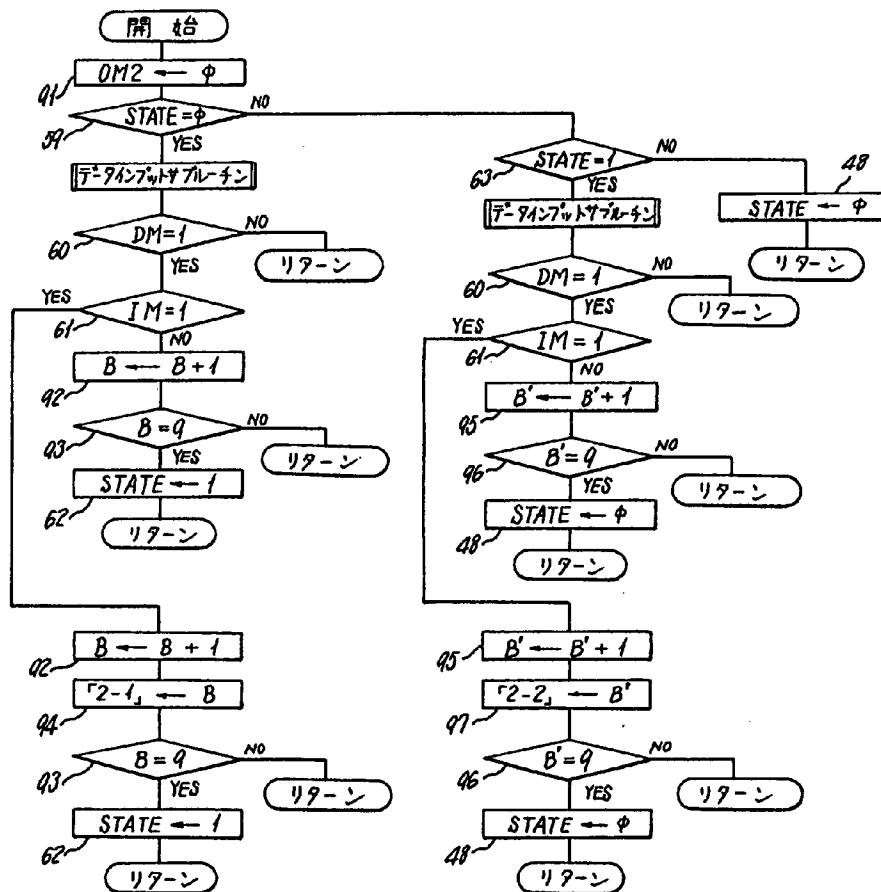 開始
OM2 ← φ
91
STATE=φ
NO
59
YES
データインプットサブルーチン
DM=1
NO
60
YES
リターン
YES
IM=1
61
NO
B ← B+1
92
B=9
NO
93
YES
リターン
STATE ← 1
62
リターン
B ← B+1
92
「2-1」 ← B
94
B=9
NO
93
YES
リターン
STATE ← 1
62
リターン
STATE=1
NO
63
YES
48
STATE ← φ
リターン
データインプットサブルーチン
DM=1
NO
60
YES
リターン
YES
IM=1
61
NO
B' ← B'+1
95
B'=9
NO
96
YES
リターン
STATE ← φ
48
リターン
B' ← B'+1
95
「2-2」 ← B'
97
B'=9
NO
96
YES
リターン
STATE ← φ
48
リターン